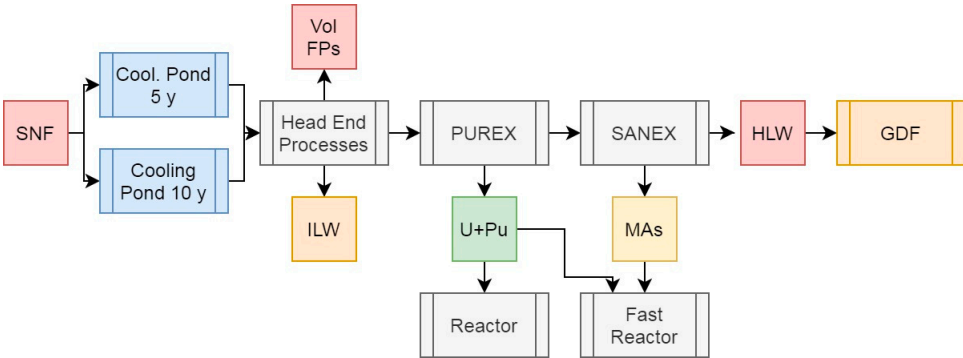 Vol
FPs
Cool. Pond
5 y
SNF
Head End
Processes
PUREX
SANEX
HLW
GDF
Cooling
Pond 10 y
ILW
U+Pu
MAs
Reactor
Fast
Reactor